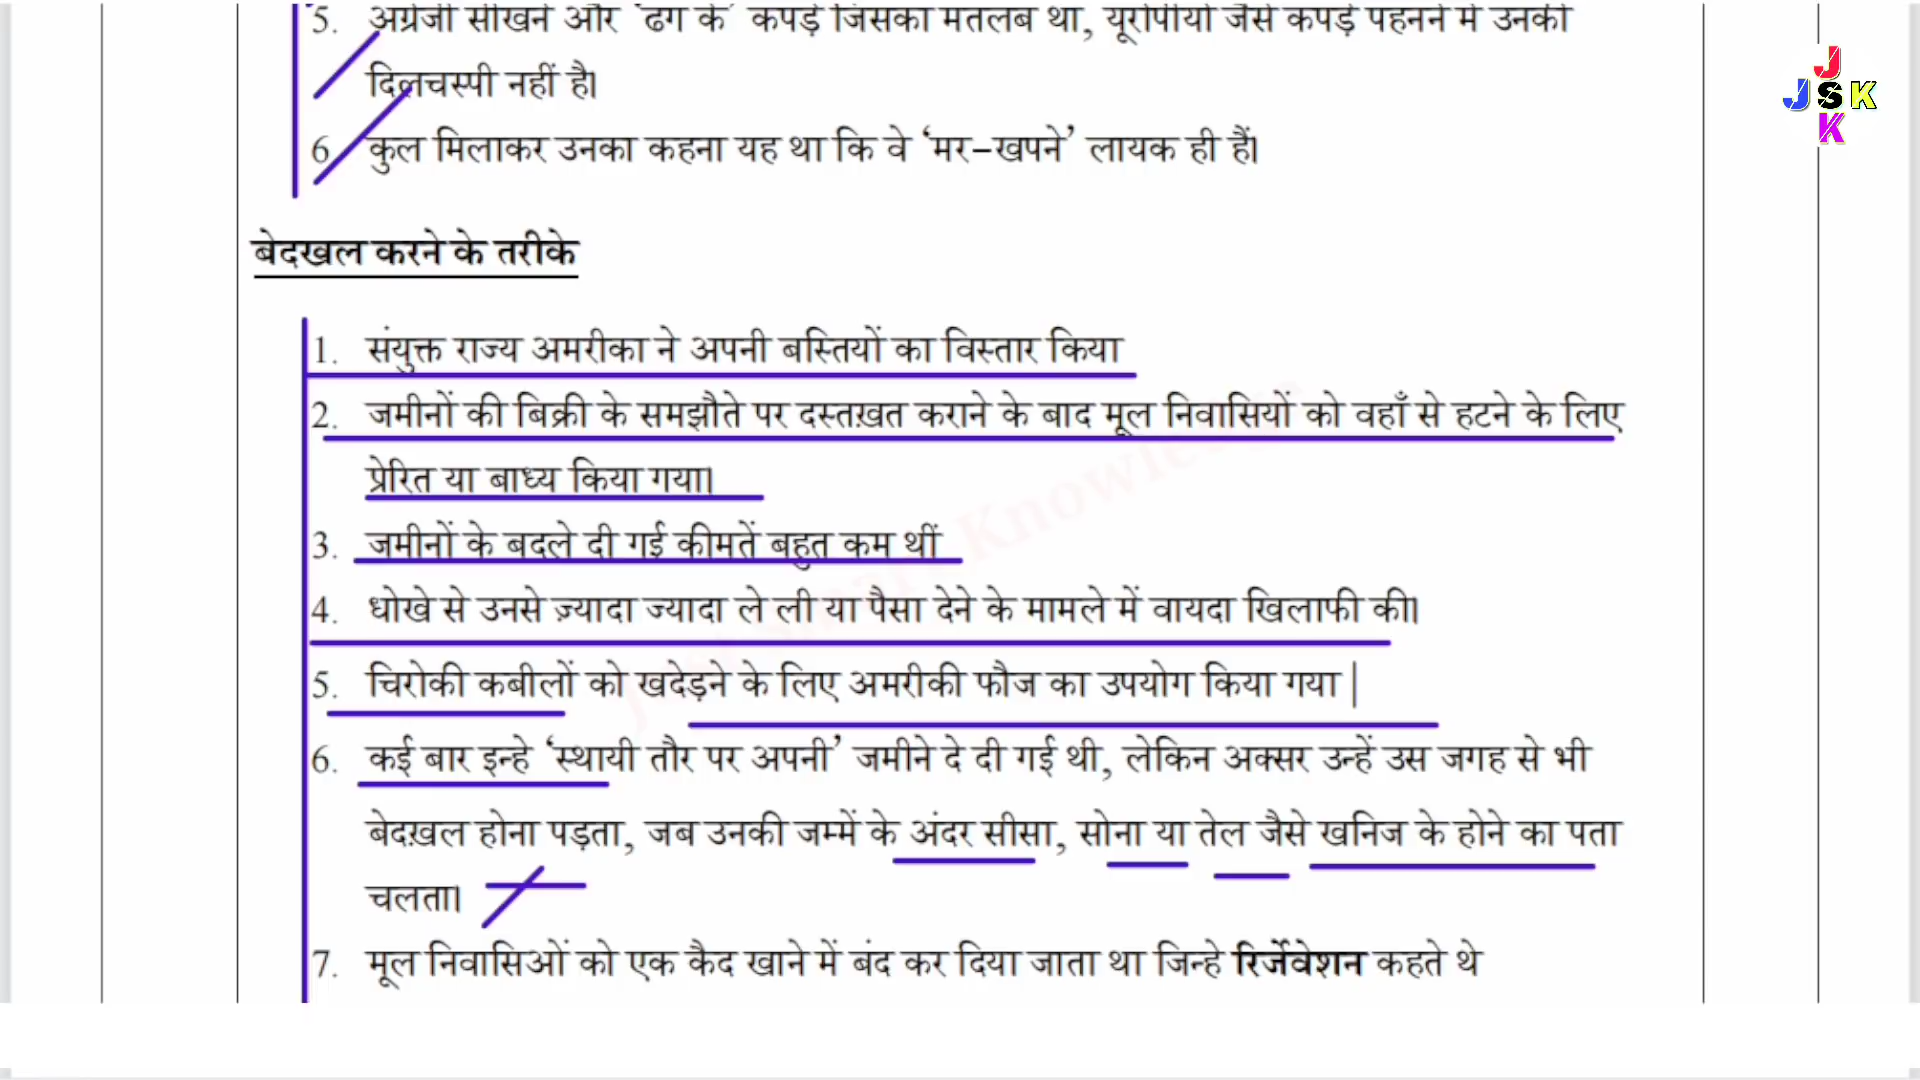 5. अंग्रेजी सीखने और ‘ढंग के’ कपड़े जिसका मतलब था, यूरोपीयों जैसे कपड़े पहनने में उनकी
दिलचस्पी नहीं है।
6 कुल मिलाकर उनका कहना यह था कि वे ‘मर–खपने’ लायक ही हैं।
J
J S K
K
बेदखल करने के तरीके
1. संयुक्त राज्य अमरीका ने अपनी बस्तियों का विस्तार किया
2. जमीनों की बिक्री के समझौते पर दस्तख़त कराने के बाद मूल निवासियों को वहाँ से हटने के लिए
प्रेरित या बाध्य किया गया।
3. जमीनों के बदले दी गई कीमतें बहुत कम थीं
4. धोखे से उनसे ज़्यादा ज्यादा ले ली या पैसा देने के मामले में वायदा खिलाफी की।
5. चिरोकी कबीलों को खदेड़ने के लिए अमरीकी फौज का उपयोग किया गया |
6. कई बार इन्हे ‘स्थायी तौर पर अपनी’ जमीने दे दी गई थी, लेकिन अक्सर उन्हें उस जगह से भी
बेदख़ल होना पड़ता, जब उनकी जम्में के अंदर सीसा, सोना या तेल जैसे खनिज के होने का पता
चलता।
7. मूल निवासिओं को एक कैद खाने में बंद कर दिया जाता था जिन्हे रिर्जेवेशन कहते थे